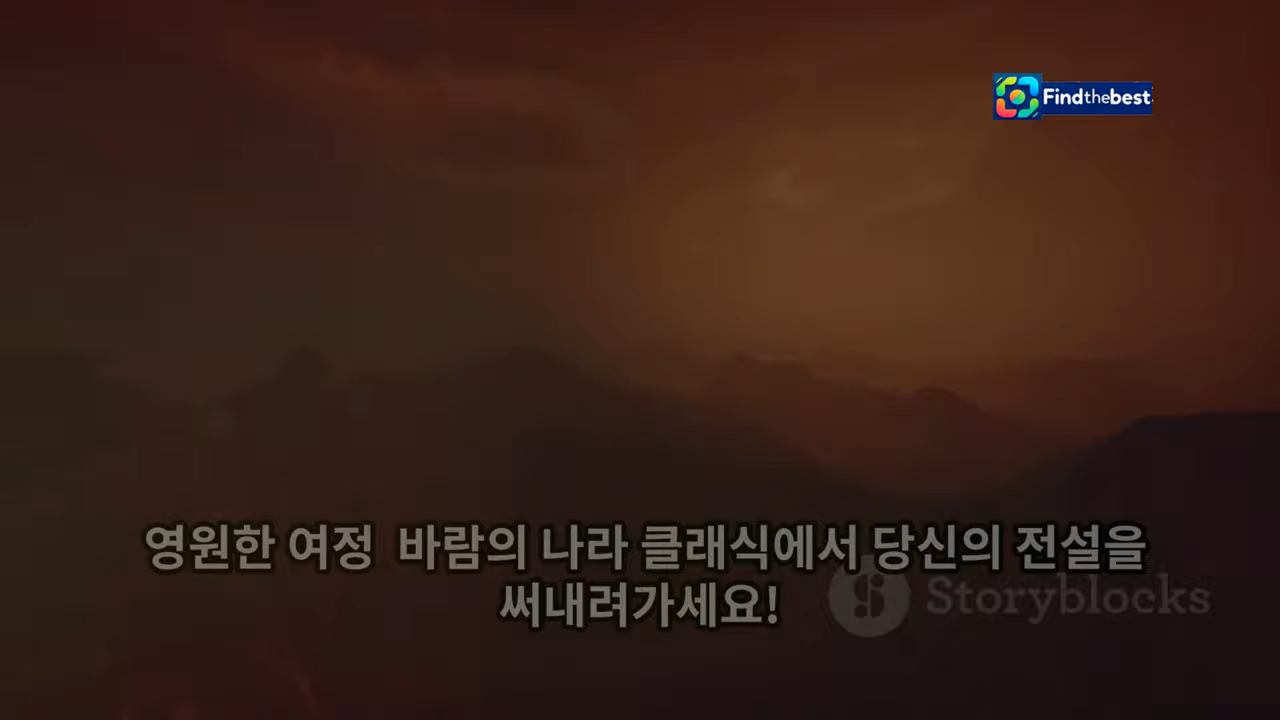 Findthebest
영원한 여정  바람의 나라 클래식에서 당신의 전설을
써내려가세요!
Storyblocks